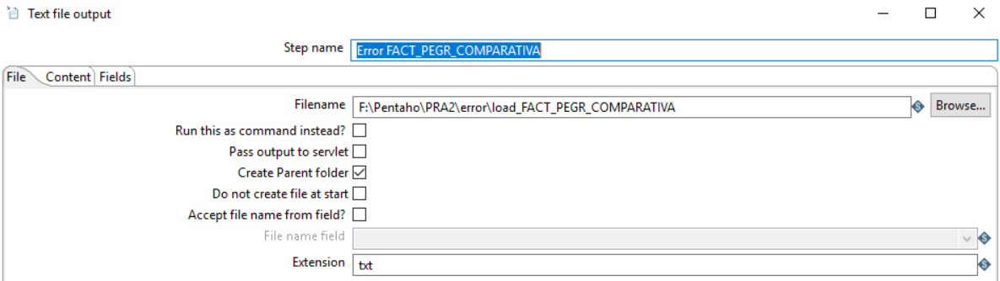 Text file output
Step name Error FACT_PEGR_COMPARATIVA
File Content Fields
Filename F:\Pentaho\PRA2\error\load_FACT_PEGR_COMPARATIVA Browse...
Run this as command instead?
Pass output to servlet
Create Parent folder
Do not create file at start
Accept file name from field?
File name field
Extension txt